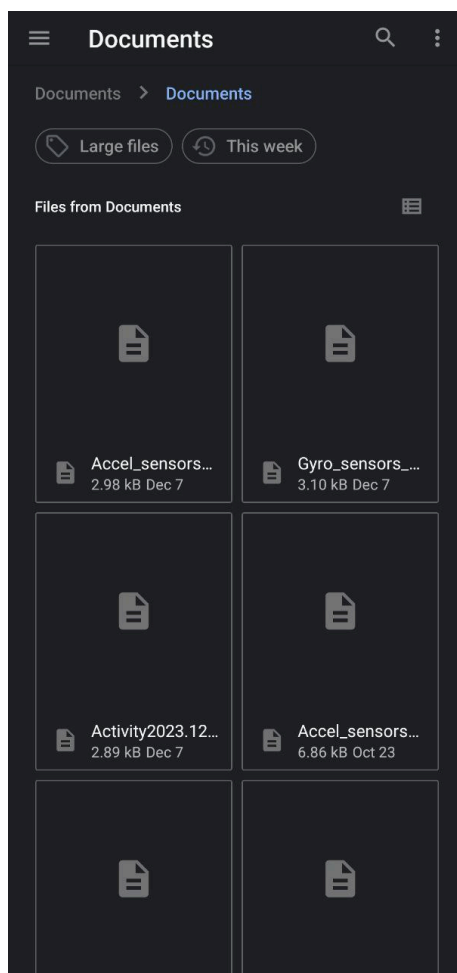 Documents
Documents > Documents
Large files
This week
Files from Documents
Accel_sensors...
2.98 kB Dec 7
Gyro_sensors_...
3.10 kB Dec 7
Activity2023.12...
2.89 kB Dec 7
Accel_sensors...
6.86 kB Oct 23